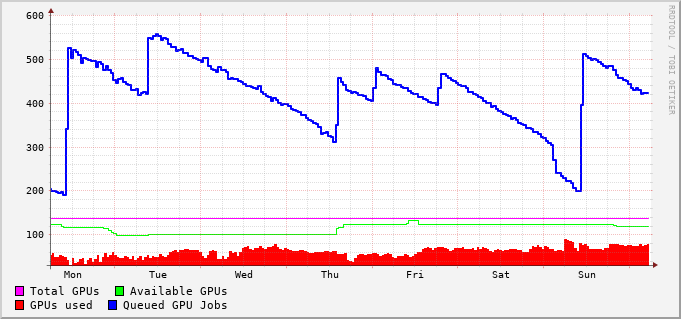 600
500
400
300
200
100
Mon Tue Wed Thu Fri Sat Sun
Total GPUs Available GPUs
GPUs used Queued GPU Jobs
RRDTOOL / TOBI OETIKER